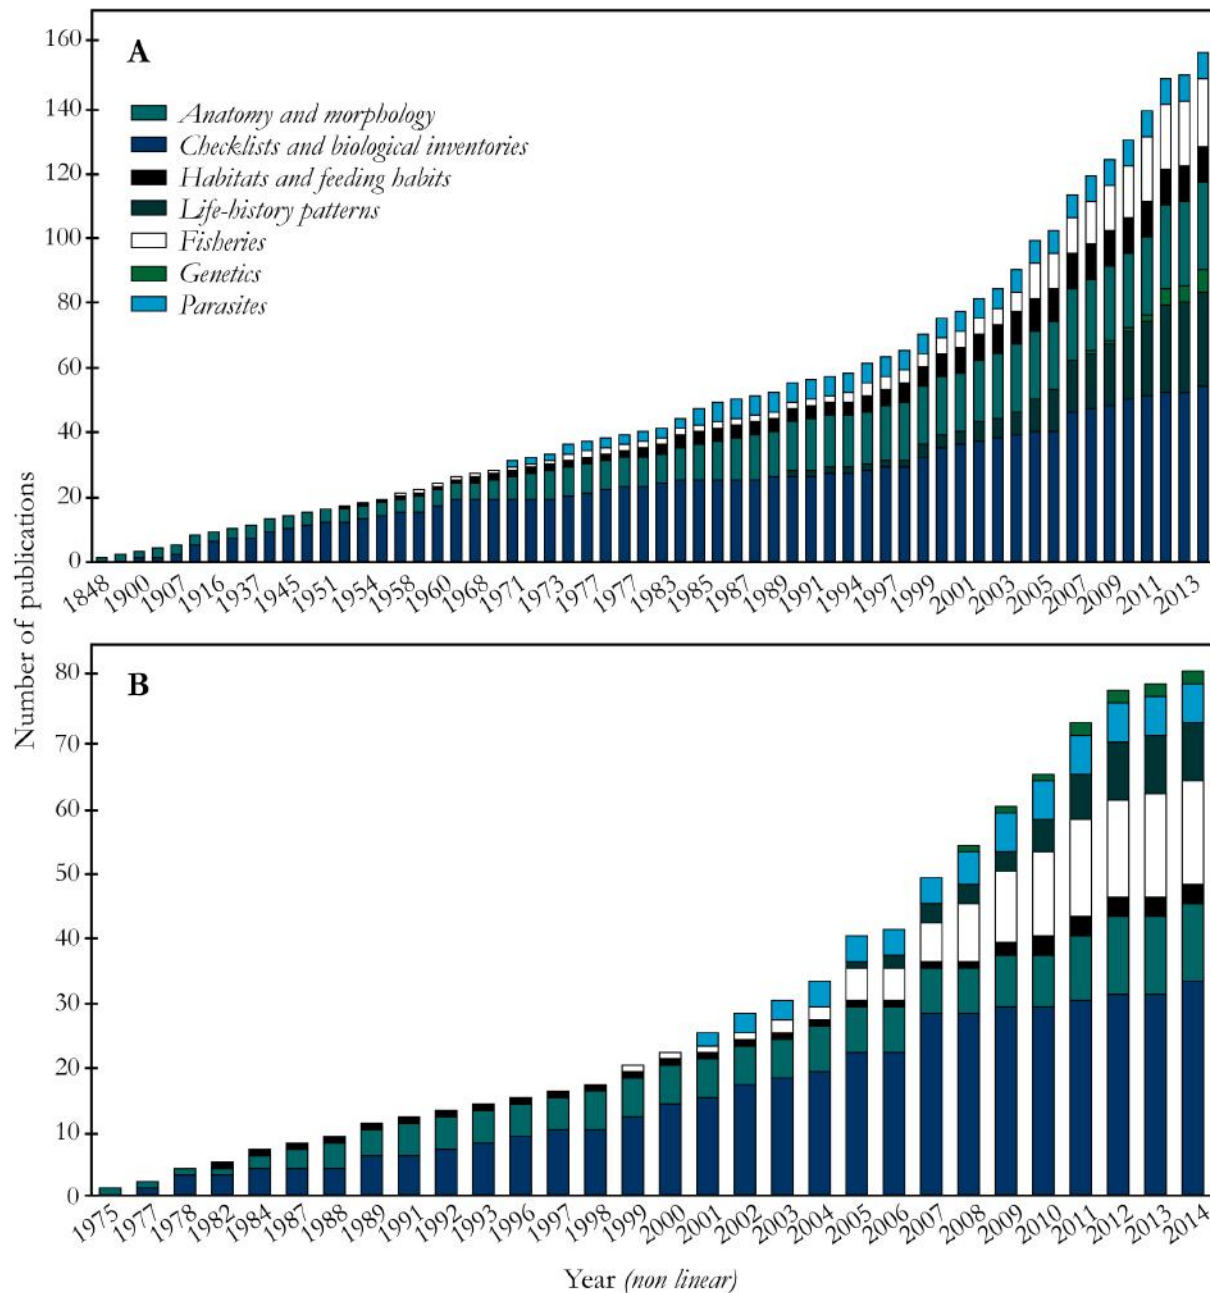 160
A
Anatomy and morphology
140
Checklists and biological inventories
Habitats and feeding habits
120
Life-history patterns
Fisheries
100
Genetics
80
Parasites
60
40
20
0
1848 1900 1907 1916 1937 1945 1951 1954 1958 1960 1968 1971 1973 1977 1977 1983 1985 1987 1989 1991 1994 1997 1999 2001 2003 2005 2007 2009 2011 2013
Number of publications
80
B
70
60
50
40
30
20
10
0
1975 1977 1978 1982 1984 1987 1988 1989 1991 1992 1993 1996 1997 1998 1999 2000 2001 2002 2003 2004 2005 2006 2007 2008 2009 2010 2011 2012 2013 2014
Year (non linear)